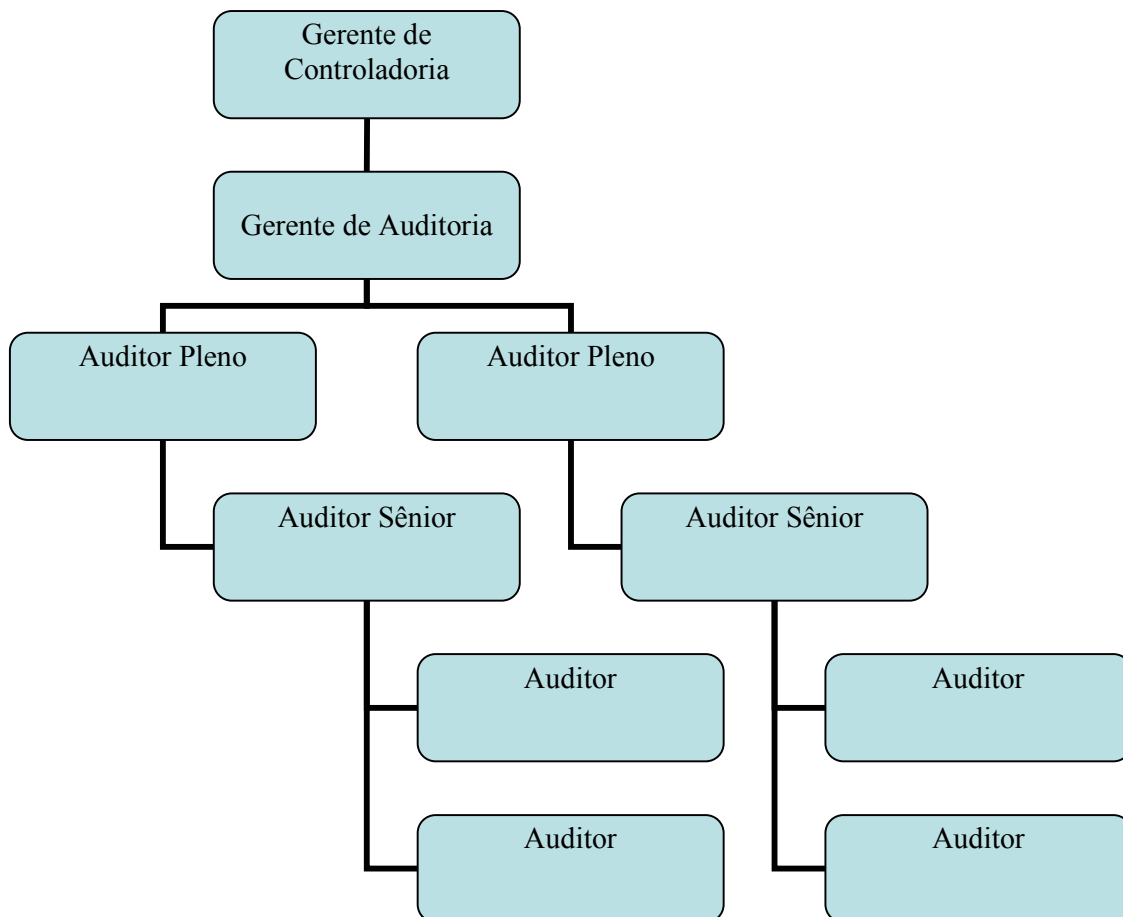 Gerente de
Controladoria
Gerente de Auditoria
Auditor Pleno
Auditor Pleno
Auditor Sênior
Auditor Sênior
Auditor
Auditor
Auditor
Auditor